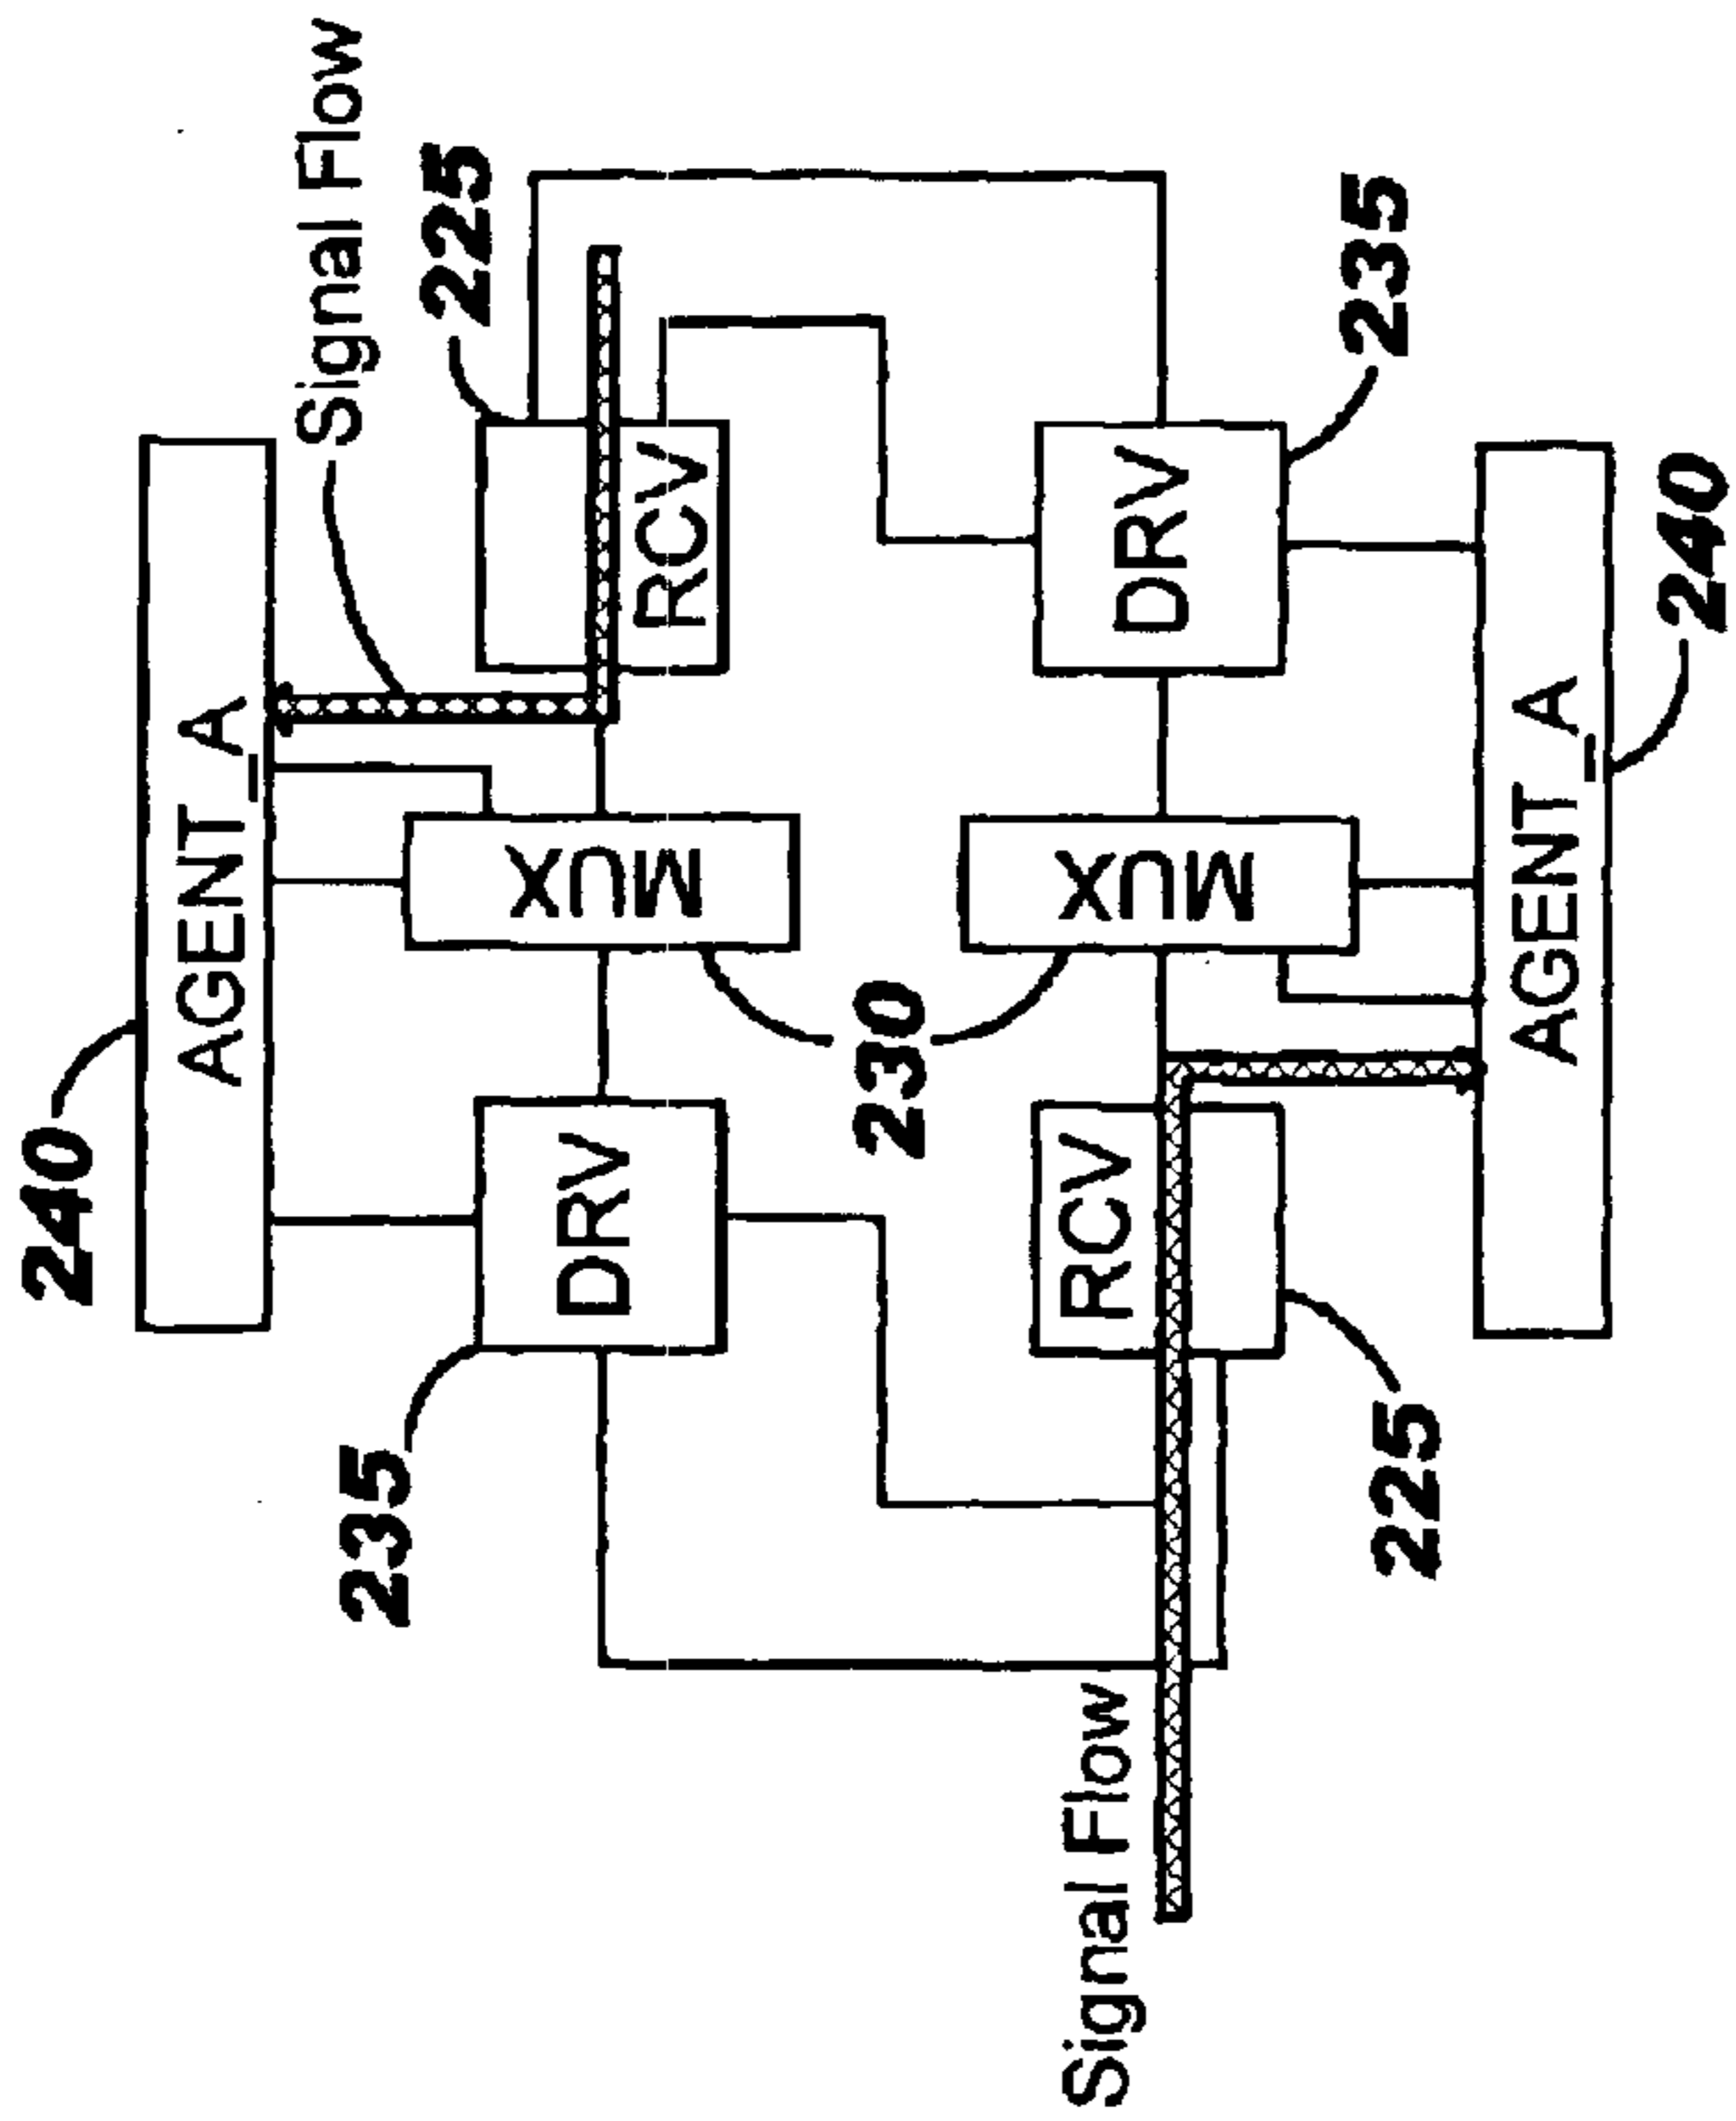 240
AGENT_A
Signal Flow
235
225
DRV
MUX
RCV
230
Signal Flow
RCV
MUX
DRV
235
225
AGENT_A
240